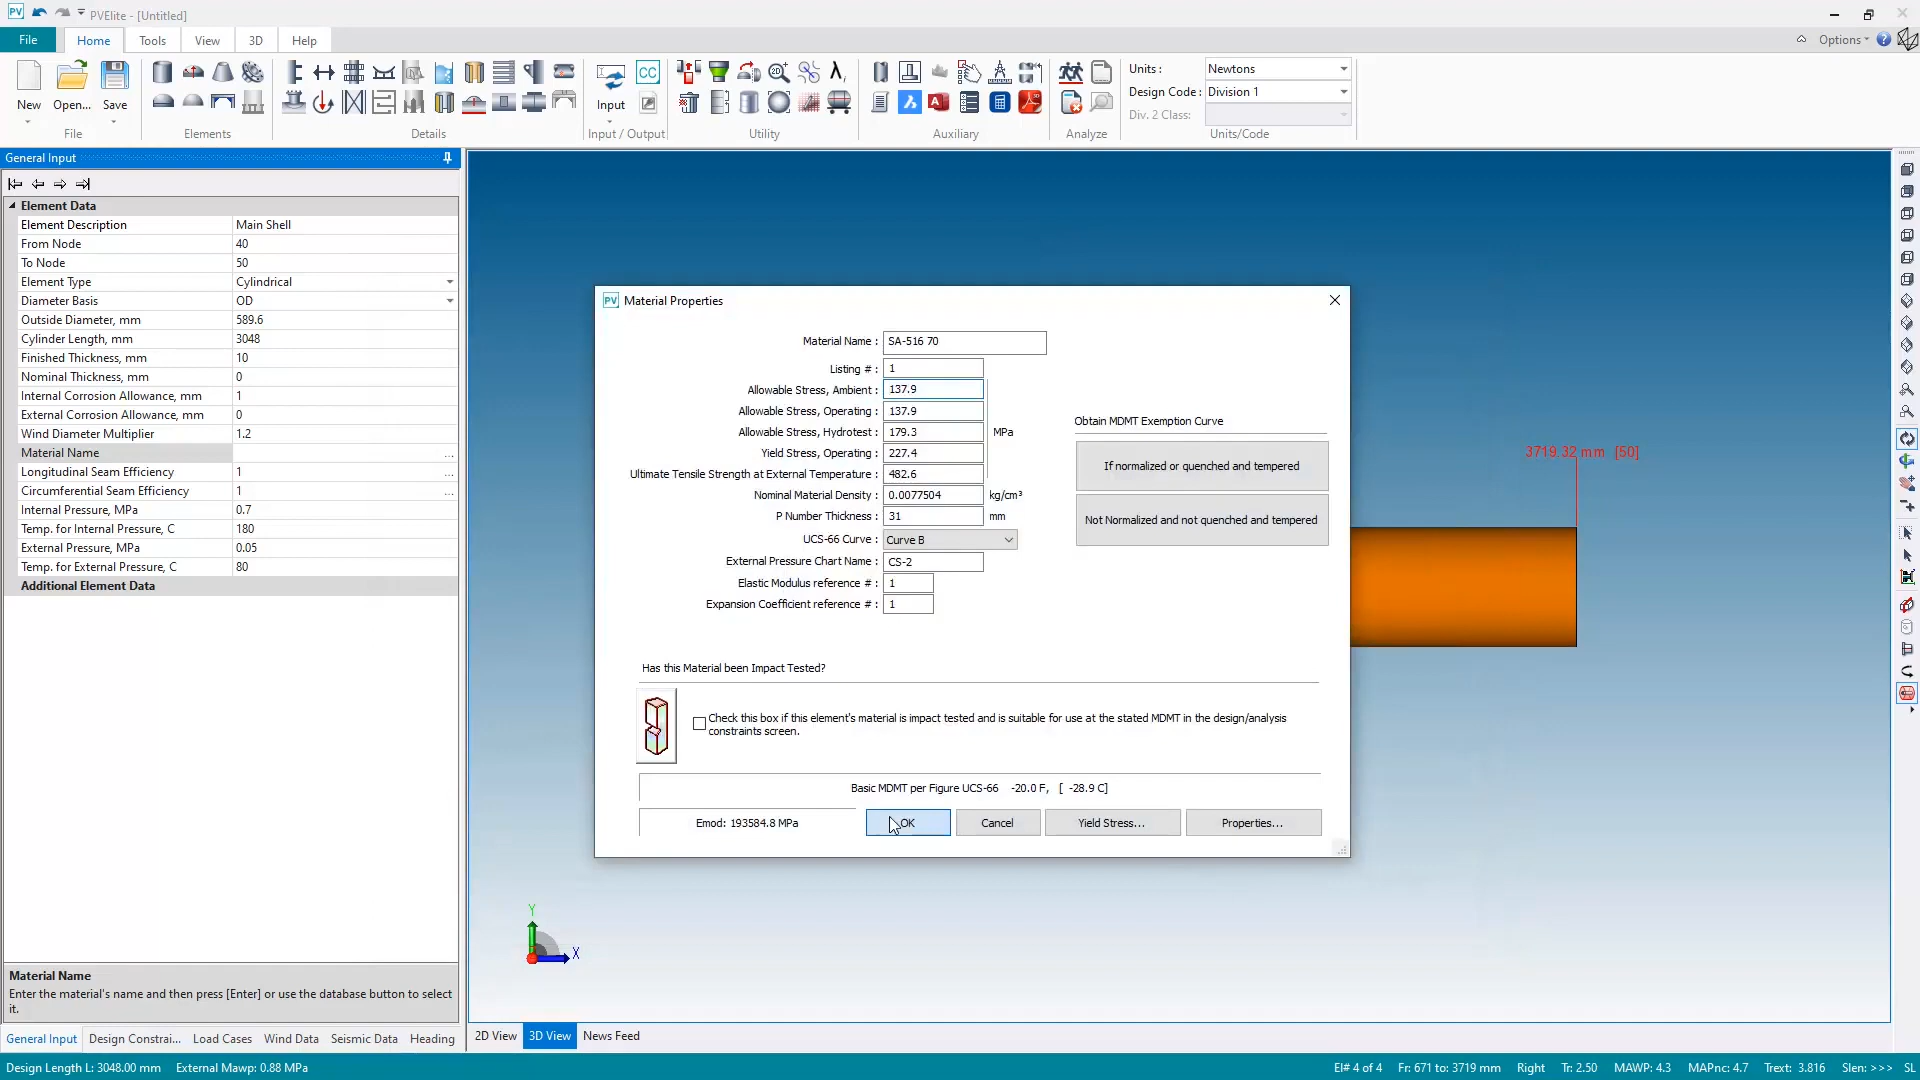 PVElite - [Untitled]
File
Home
Tools
View
3D
Help
Options
New
Open...
Save
File
Elements
Details
Input
CC
Input / Output
Utility
Auxiliary
Analyze
Units :
Newtons
Design Code :
Division 1
Div. 2 Class:
Units/Code
General Input
Element Data
Element Description Main Shell
From Node 40
To Node 50
Element Type Cylindrical
Diameter Basis OD
Outside Diameter, mm 589.6
Cylinder Length, mm 3048
Finished Thickness, mm 10
Nominal Thickness, mm 0
Internal Corrosion Allowance, mm 1
External Corrosion Allowance, mm 0
Wind Diameter Multiplier 1.2
Material Name ...
Longitudinal Seam Efficiency 1 ...
Circumferential Seam Efficiency 1 ...
Internal Pressure, MPa 0.7
Temp. for Internal Pressure, C 180
External Pressure, MPa 0.05
Temp. for External Pressure, C 80
Additional Element Data
Material Name
Enter the material's name and then press [Enter] or use the database button to select
it.
General Input
Design Constrai...
Load Cases
Wind Data
Seismic Data
Heading
PV Material Properties
Material Name : SA-516 70
Listing # : 1
Allowable Stress, Ambient : 137.9
Allowable Stress, Operating : 137.9
Allowable Stress, Hydrotest : 179.3 MPa
Yield Stress, Operating : 227.4
Ultimate Tensile Strength at External Temperature : 482.6
Nominal Material Density : 0.0077504 kg/cm³
P Number Thickness : 31 mm
UCS-66 Curve : Curve B
External Pressure Chart Name : CS-2
Elastic Modulus reference # : 1
Expansion Coefficient reference # : 1
Obtain MDMT Exemption Curve
If normalized or quenched and tempered
Not Normalized and not quenched and tempered
Has this Material been Impact Tested?
Check this box if this element's material is impact tested and is suitable for use at the stated MDMT in the design/analysis
constraints screen.
Basic MDMT per Figure UCS-66 -20.0 F, [ -28.9 C]
Emod: 193584.8 MPa
OK
Cancel
Yield Stress...
Properties...
3719.32 mm [50]
Y
X
2D View
3D View
News Feed
Design Length L: 3048.00 mm External Mawp: 0.88 MPa
El# 4 of 4 Fr: 671 to: 3719 mm Right Tr: 2.50 MAWP: 4.3 MAPnc: 4.7 Trext: 3.816 Slen: >>> SL